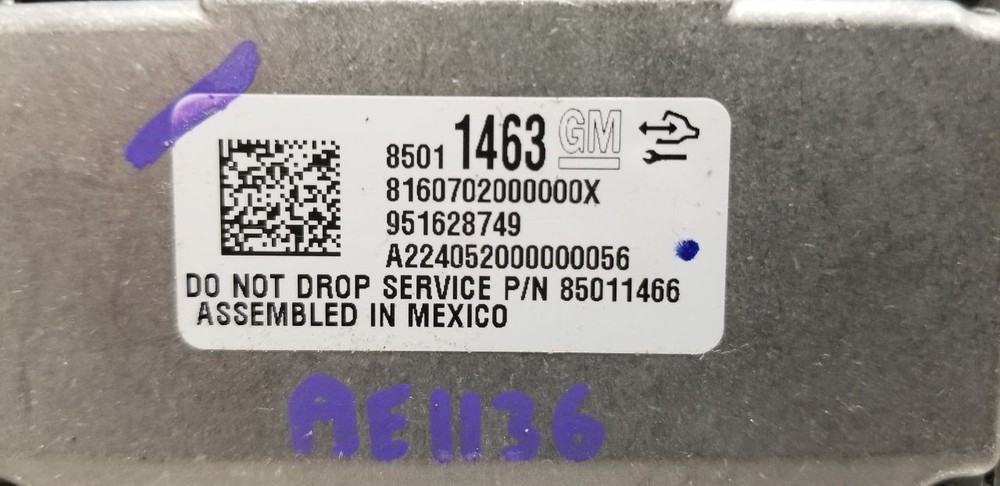 8501 1463 GM
8160702000000X
951628749
A224052000000056
DO NOT DROP SERVICE P/N 85011466
ASSEMBLED IN MEXICO
AE1136